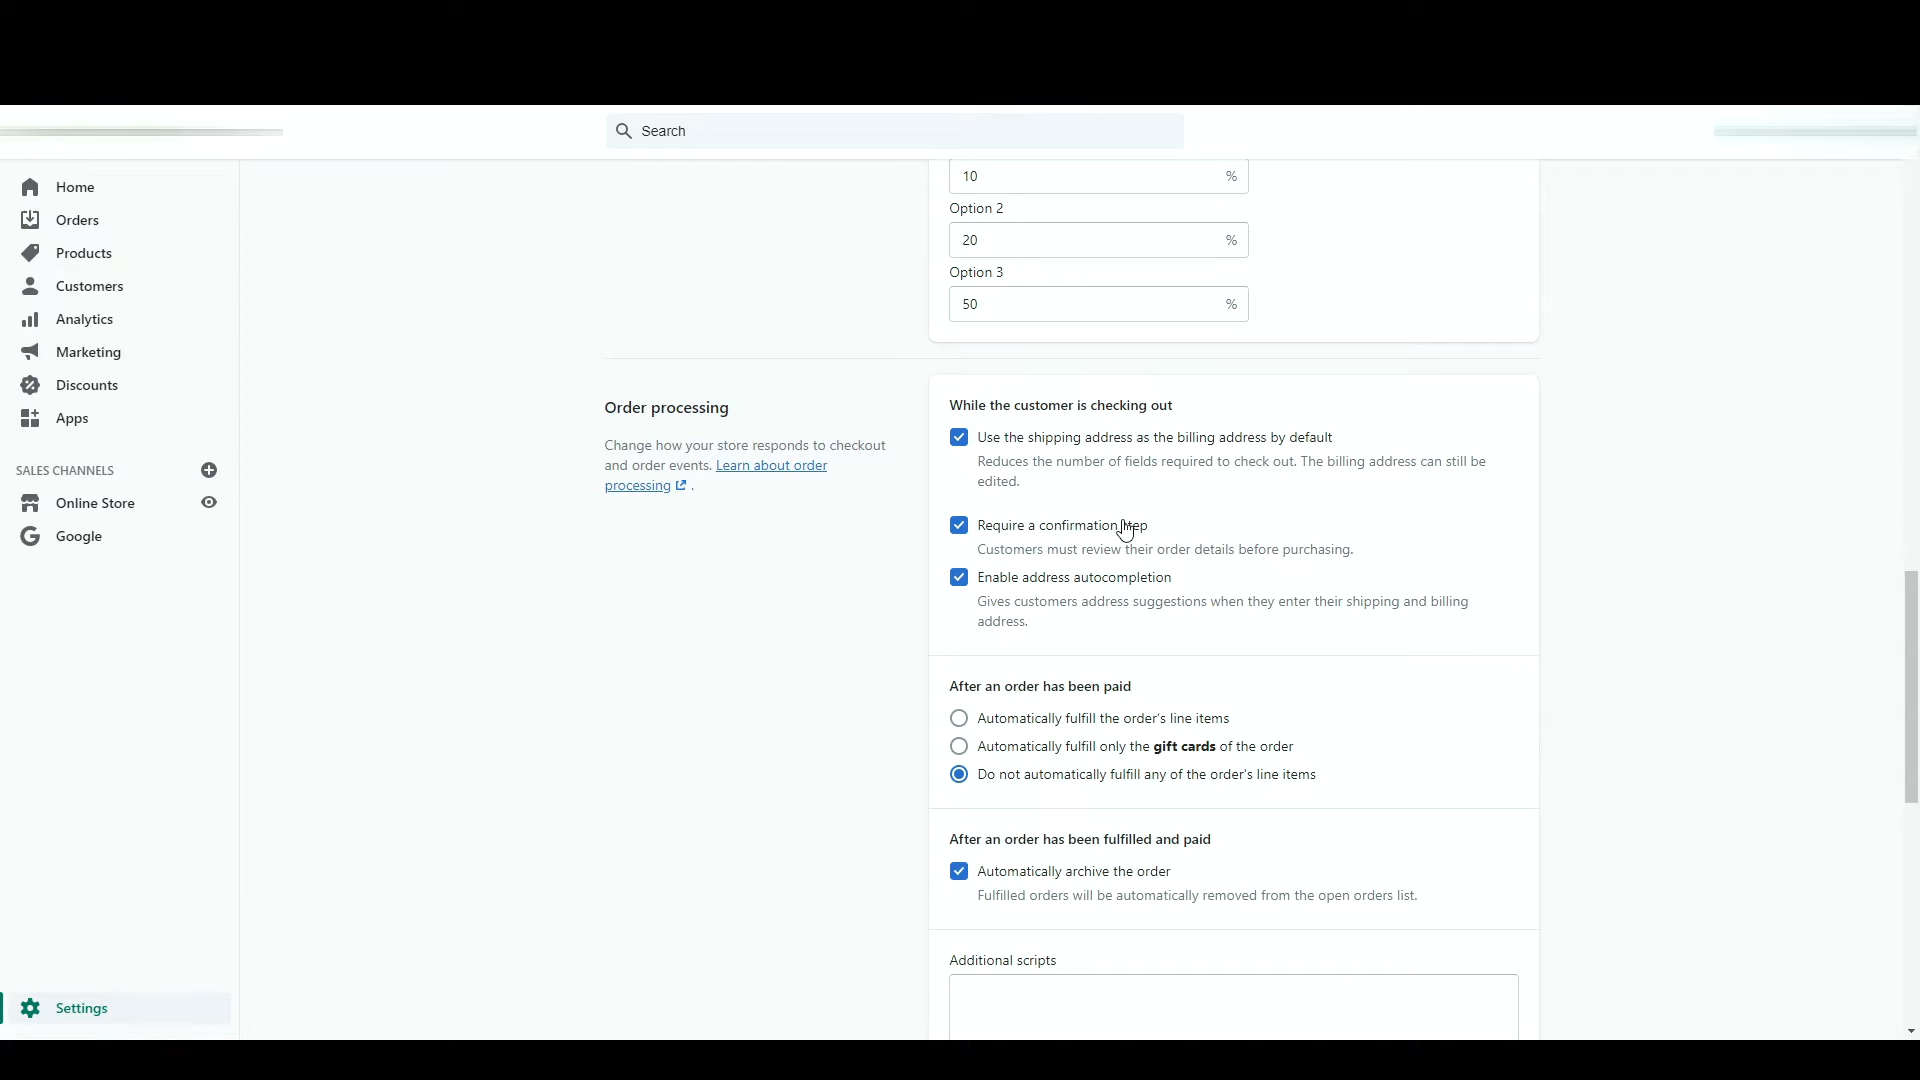 Search
Home
Orders
Products
Customers
Analytics
Marketing
Discounts
Apps
SALES CHANNELS
Online Store
Google
Settings
10 %
Option 2
20 %
Option 3
50 %
Order processing
Change how your store responds to checkout
and order events. Learn about order
processing .
While the customer is checking out
Use the shipping address as the billing address by default
Reduces the number of fields required to check out. The billing address can still be
edited.
Require a confirmation step
Customers must review their order details before purchasing.
Enable address autocompletion
Gives customers address suggestions when they enter their shipping and billing
address.
After an order has been paid
Automatically fulfill the order's line items
Automatically fulfill only the gift cards of the order
Do not automatically fulfill any of the order's line items
After an order has been fulfilled and paid
Automatically archive the order
Fulfilled orders will be automatically removed from the open orders list.
Additional scripts